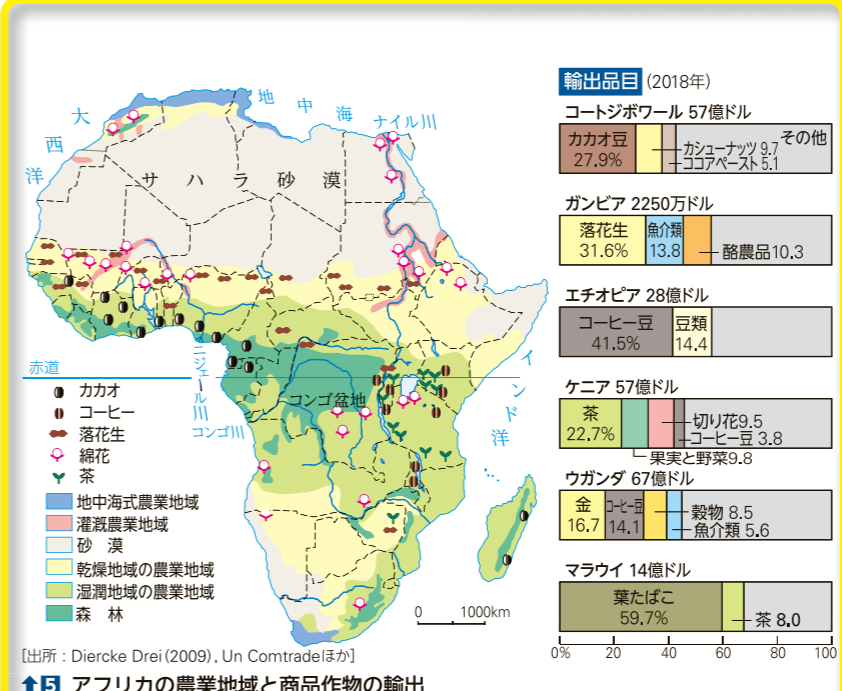 大西洋
地中海
ナイル川
サハラ砂漠
赤道
ニジェール川
コンゴ盆地
コンゴ川
インド洋
カカオ
コーヒー
落花生
綿花
茶
地中海式農業地域
灌漑農業地域
砂 漠
乾燥地域の農業地域
湿潤地域の農業地域
森 林
0 1000km
[出所：Diercke Drei(2009), Un Comtradeほか]
↑5 アフリカの農業地域と商品作物の輸出
輸出品目 (2018年)
コートジボワール 57億ドル
カカオ豆 27.9%
カシューナッツ 9.7
ココアペースト 5.1
その他
ガンビア 2250万ドル
落花生 31.6%
魚介類 13.8
酪農品10.3
エチオピア 28億ドル
コーヒー豆 41.5%
豆類 14.4
ケニア 57億ドル
茶 22.7%
切り花9.5
コーヒー豆 3.8
果実と野菜9.8
ウガンダ 67億ドル
金 16.7
コーヒー豆 14.1
穀物 8.5
魚介類 5.6
マラウイ 14億ドル
葉たばこ 59.7%
茶 8.0
0% 20 40 60 80 100